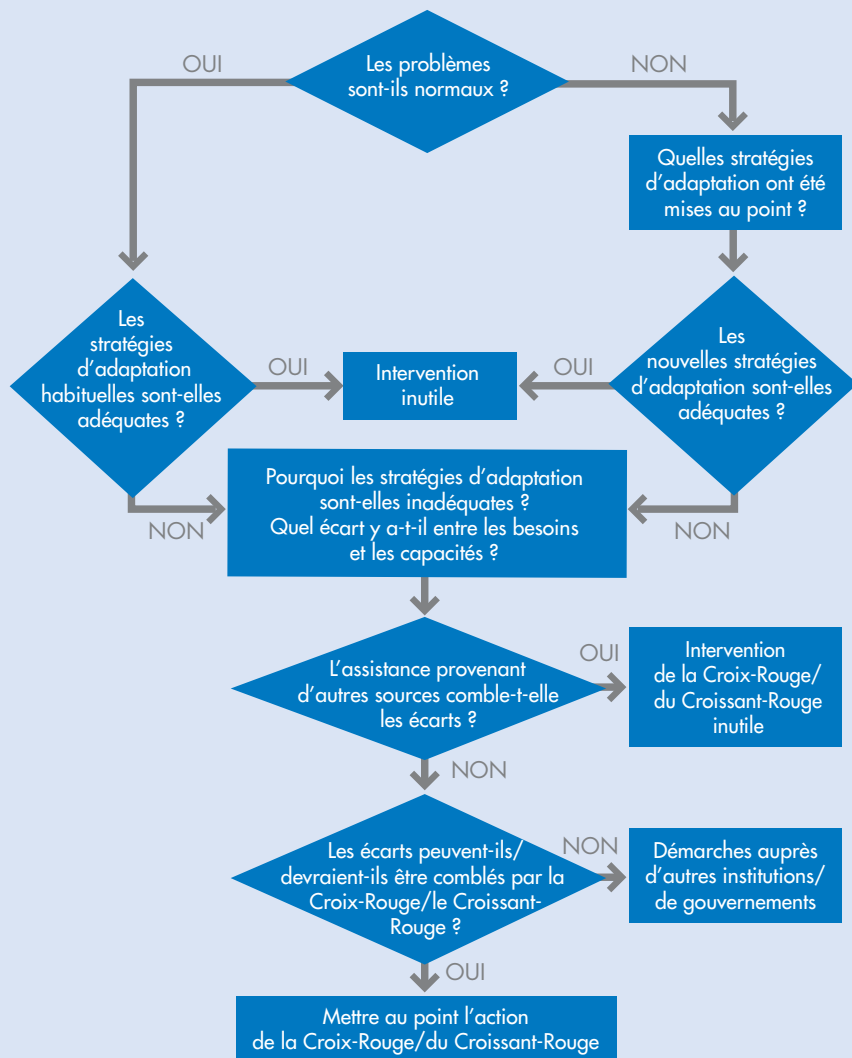 Les problèmes
sont-ils normaux ?
OUI
NON
Quelles stratégies
d’adaptation ont été
mises au point ?
Les
stratégies
d’adaptation
habituelles sont-elles
adéquates ?
OUI
Intervention
inutile
OUI
Les
nouvelles stratégies
d’adaptation sont-elles
adéquates ?
NON
Pourquoi les stratégies d’adaptation
sont-elles inadéquates ?
Quel écart y a-t-il entre les besoins
et les capacités ?
NON
L’assistance provenant
d’autres sources comble-t-elle
les écarts ?
OUI
Intervention
de la Croix-Rouge/
du Croissant-Rouge
inutile
NON
Les écarts peuvent-ils/
devraient-ils être comblés par la
Croix-Rouge/le Croissant-
Rouge ?
NON
Démarches auprès
d’autres institutions/
de gouvernements
OUI
Mettre au point l’action
de la Croix-Rouge/du Croissant-Rouge